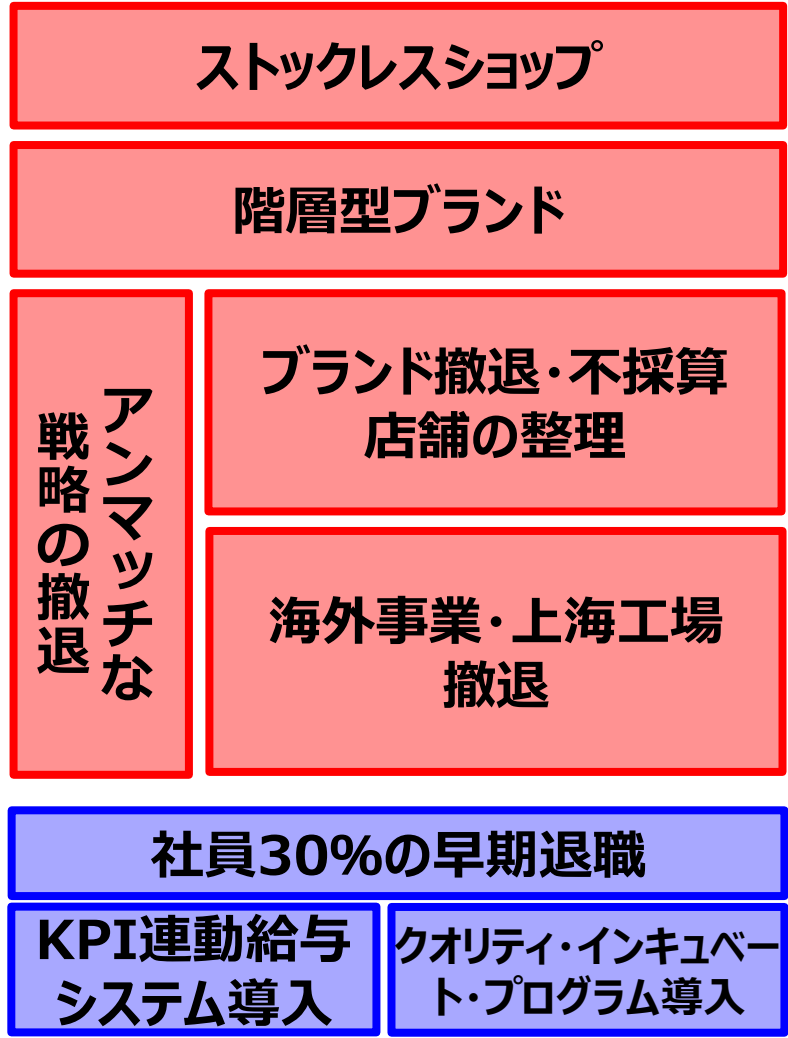 ストックレスショップ
階層型ブランド
アンマッチな
戦略の撤退
ブランド撤退・不採算
店舗の整理
海外事業・上海工場
撤退
社員30%の早期退職
KPI連動給与
システム導入
クオリティ・インキュベー
ト・プログラム導入